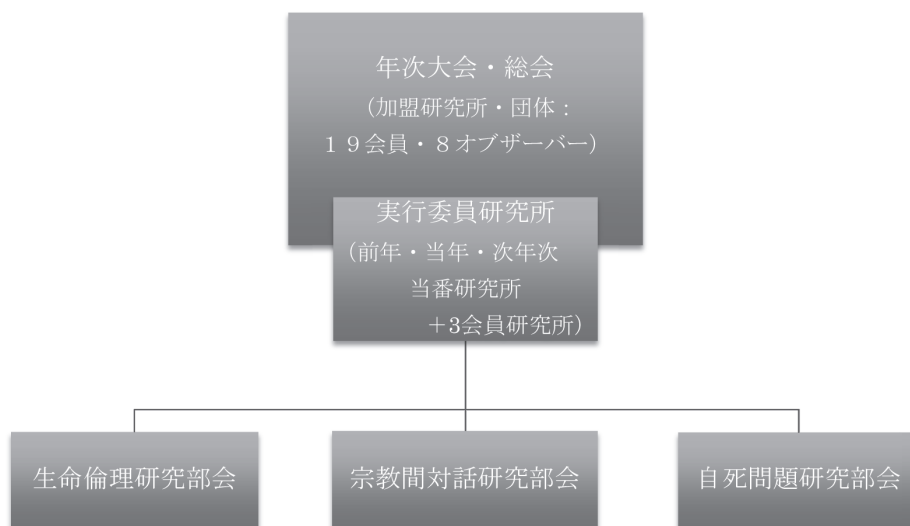 年次大会・総会
（加盟研究所・団体：
１９会員・８オブザーバー）
実行委員研究所
（前年・当年・次年次
当番研究所
＋3会員研究所）
生命倫理研究部会
宗教間対話研究部会
自死問題研究部会